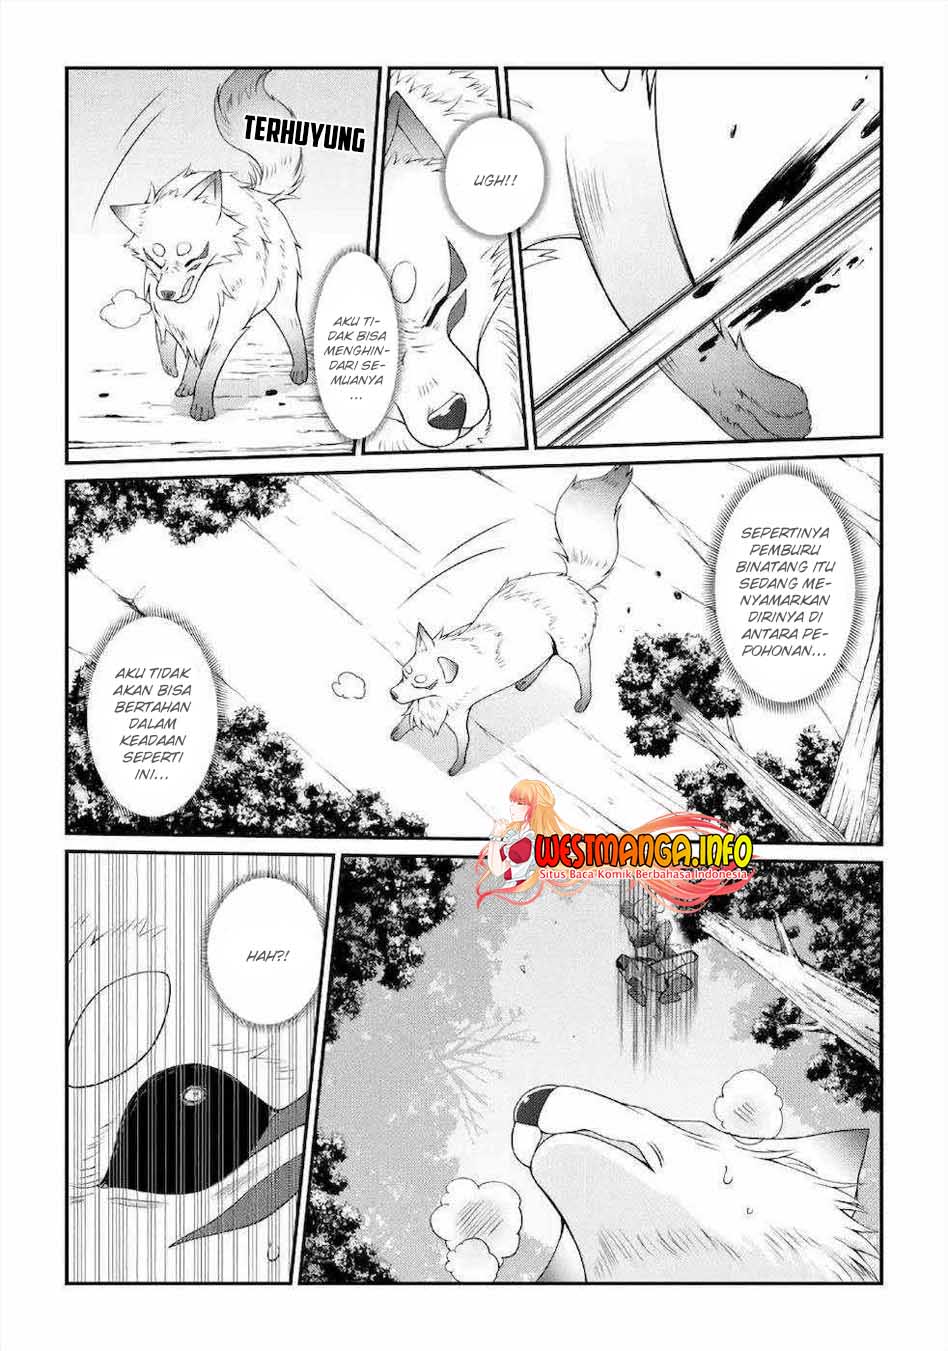 UGH!!
TERHUYUNG
AKU TI-
DAK BISA
MENGHIN-
DARI SE-
MUANYA
...
SEPERTINYA
PEMBURU
BINATANG ITU
SEDANG ME-
NYAMARKAN
DIRINYA DI
ANTARA PE-
POHONAN...
AKU TIDAK
AKAN BISA
BERTAHAN
DALAM
KEADAAN
SEPERTI
INI...
WESTMANGA.INFO
Situs Baca Komik Berbahasa Indonesia
HAH?!